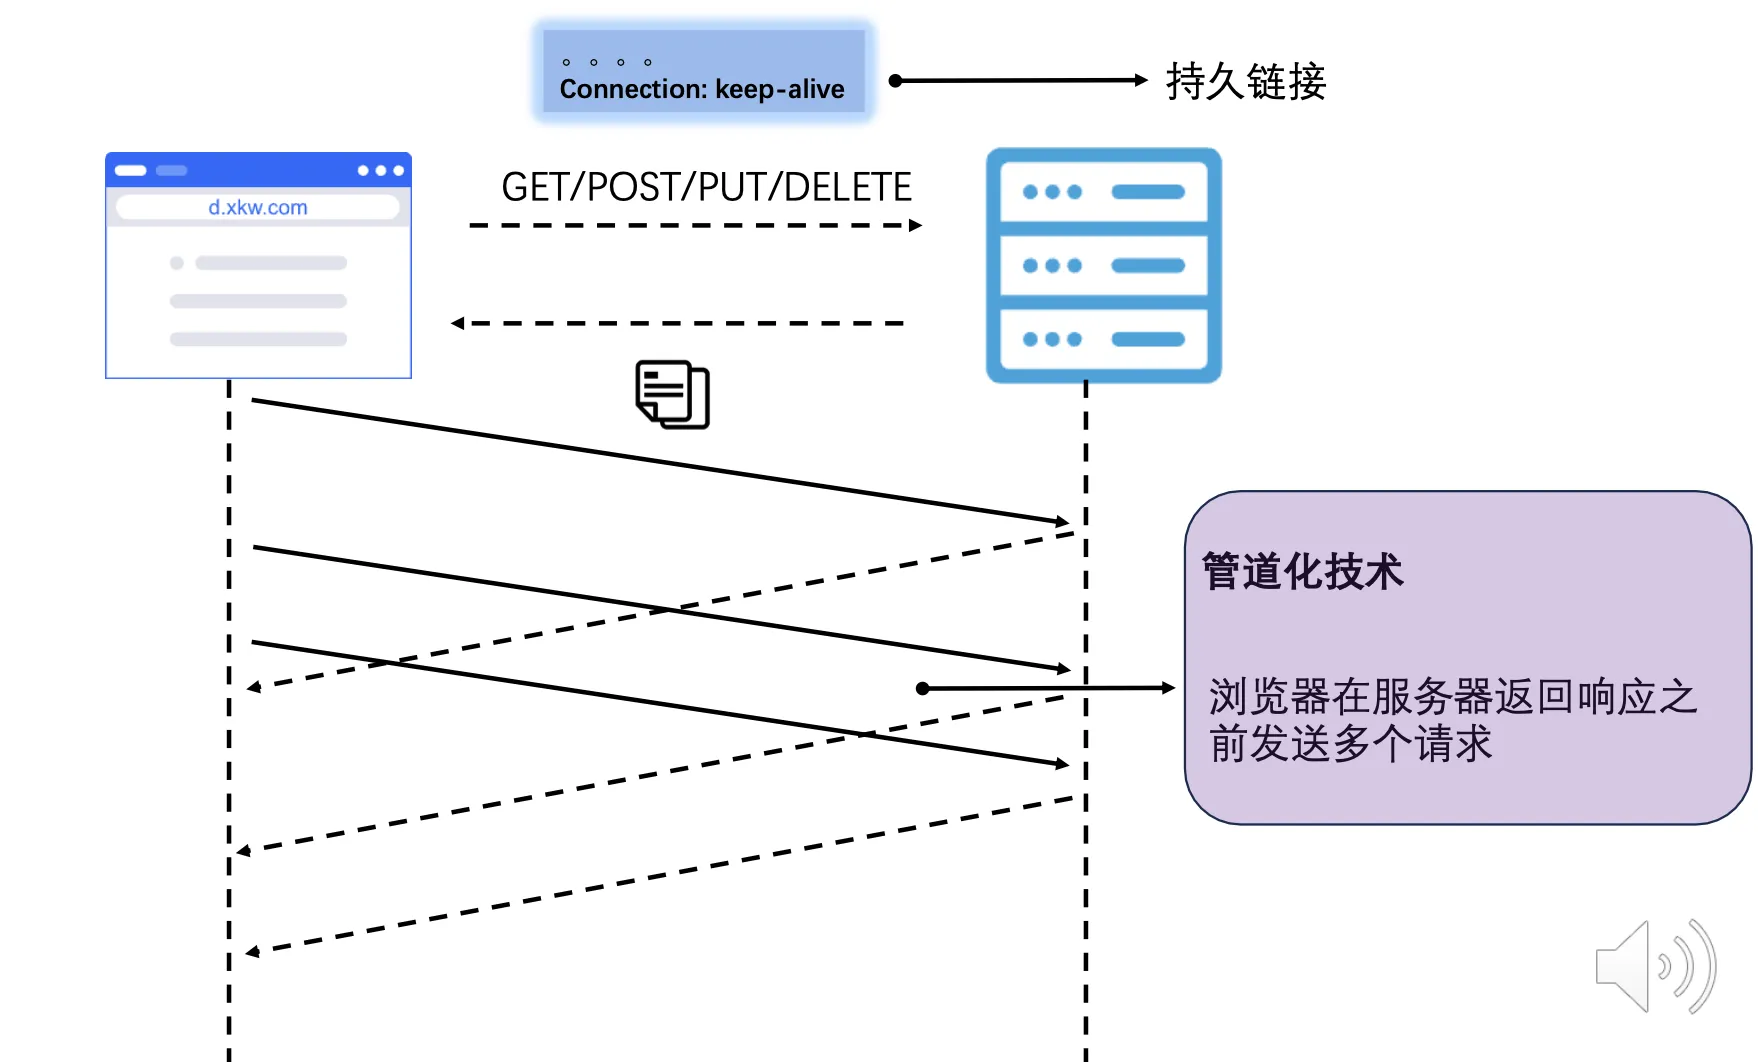 。。。。
Connection: keep-alive
持久链接
GET/POST/PUT/DELETE
d.xkw.com
管道化技术
浏览器在服务器返回响应之
前发送多个请求